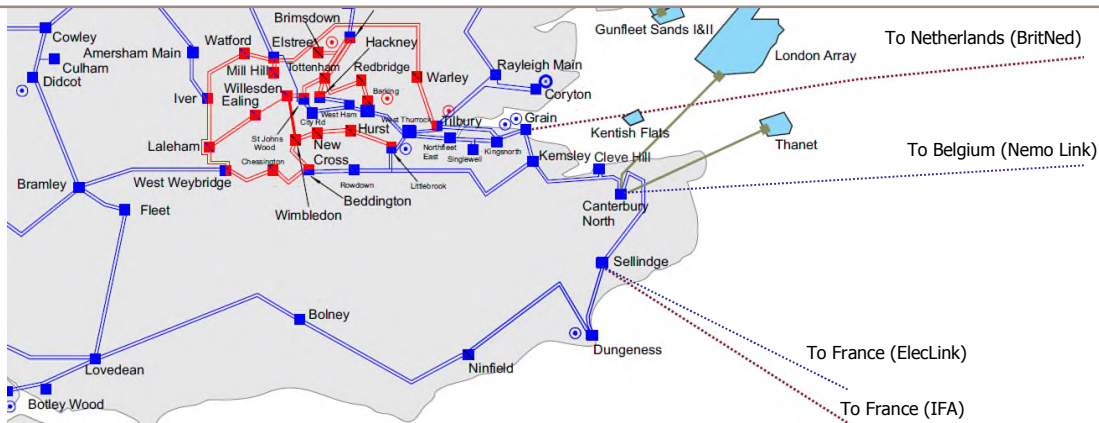 Brimsdown
Gunfleet Sands I&II
Cowley
Watford
Elstree
Hackney
London Array
To Netherlands (BritNed)
Amersham Main
Culham
Mill Hill
Tottenham
Redbridge
Rayleigh Main
Didcot
Willesden
Warley
Iver
Ealing
Barking
Coryton
City Rd
West Ham
West Thurrock
Tilbury
Grain
Kentish Flats
St Johns
Wood
Hurst
Thanet
New
Cross
Northfleet
East
Kingsnorth
Laleham
Singlewell
To Belgium (Nemo Link)
Chessington
Kemsley
Cleve Hill
Bramley
West Weybridge
Rowdown
Littlebrook
Beddington
Fleet
Wimbledon
Canterbury
North
Sellindge
Bolney
Dungeness
To France (ElecLink)
Lovedean
Ninfield
Botley Wood
To France (IFA)